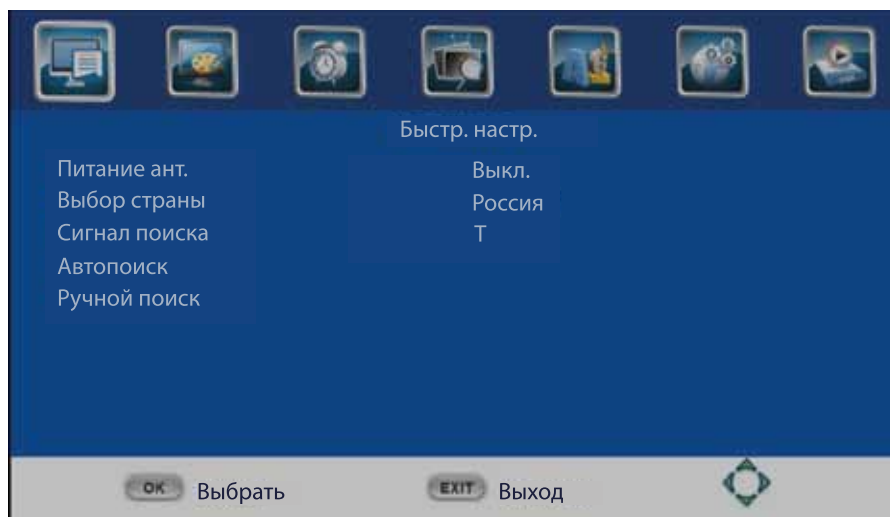 Быстр. настр.
Питание ант. Выкл.
Выбор страны Россия
Сигнал поиска T
Автопоиск
Ручной поиск
OK Выбрать EXIT Выход